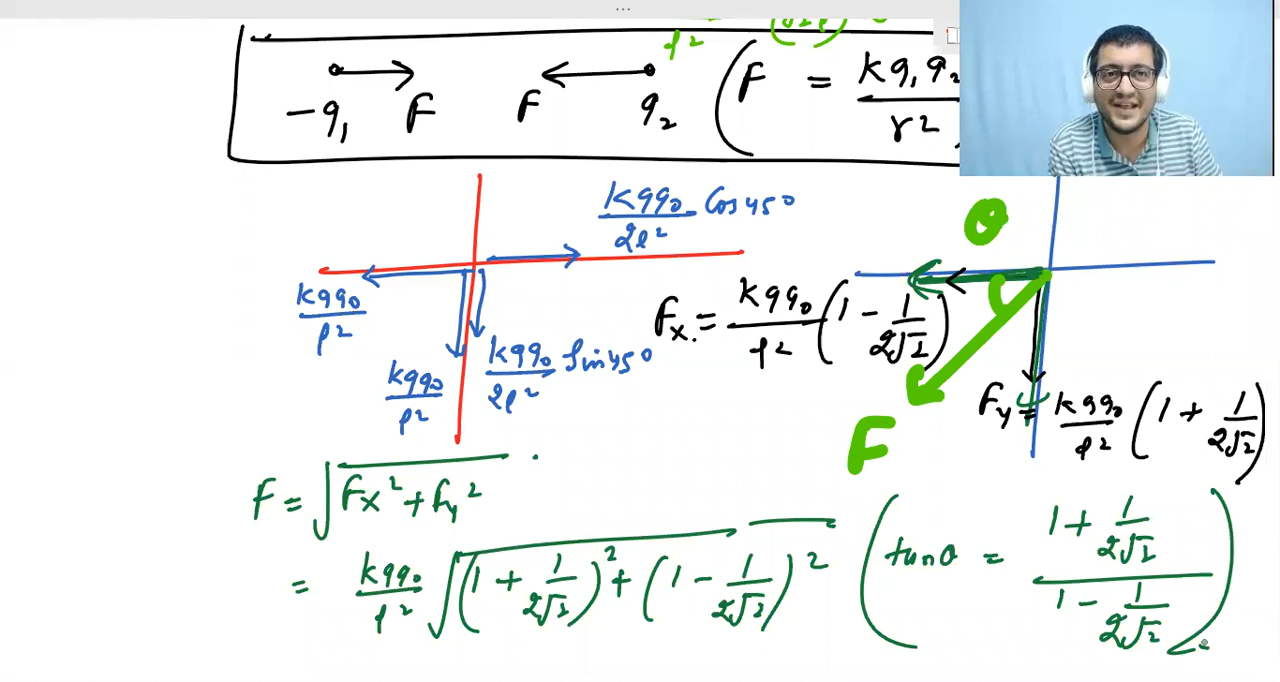 -q₁ F F q₂ (F = kq₁q₂/r²
kqq₀/2l² cos45°
kqq₀/l²
kqq₀/l²
kqq₀/2l² sin45°
θ
Fx = kqq₀/l² (1 - 1/2√2)
F
Fy = kqq₀/l² (1 + 1/2√2)
F = √(Fx² + Fy²)
= kqq₀/l² √((1 + 1/2√2)² + (1 - 1/2√2)²)
(tanθ = (1 + 1/2√2)/(1 - 1/2√2))